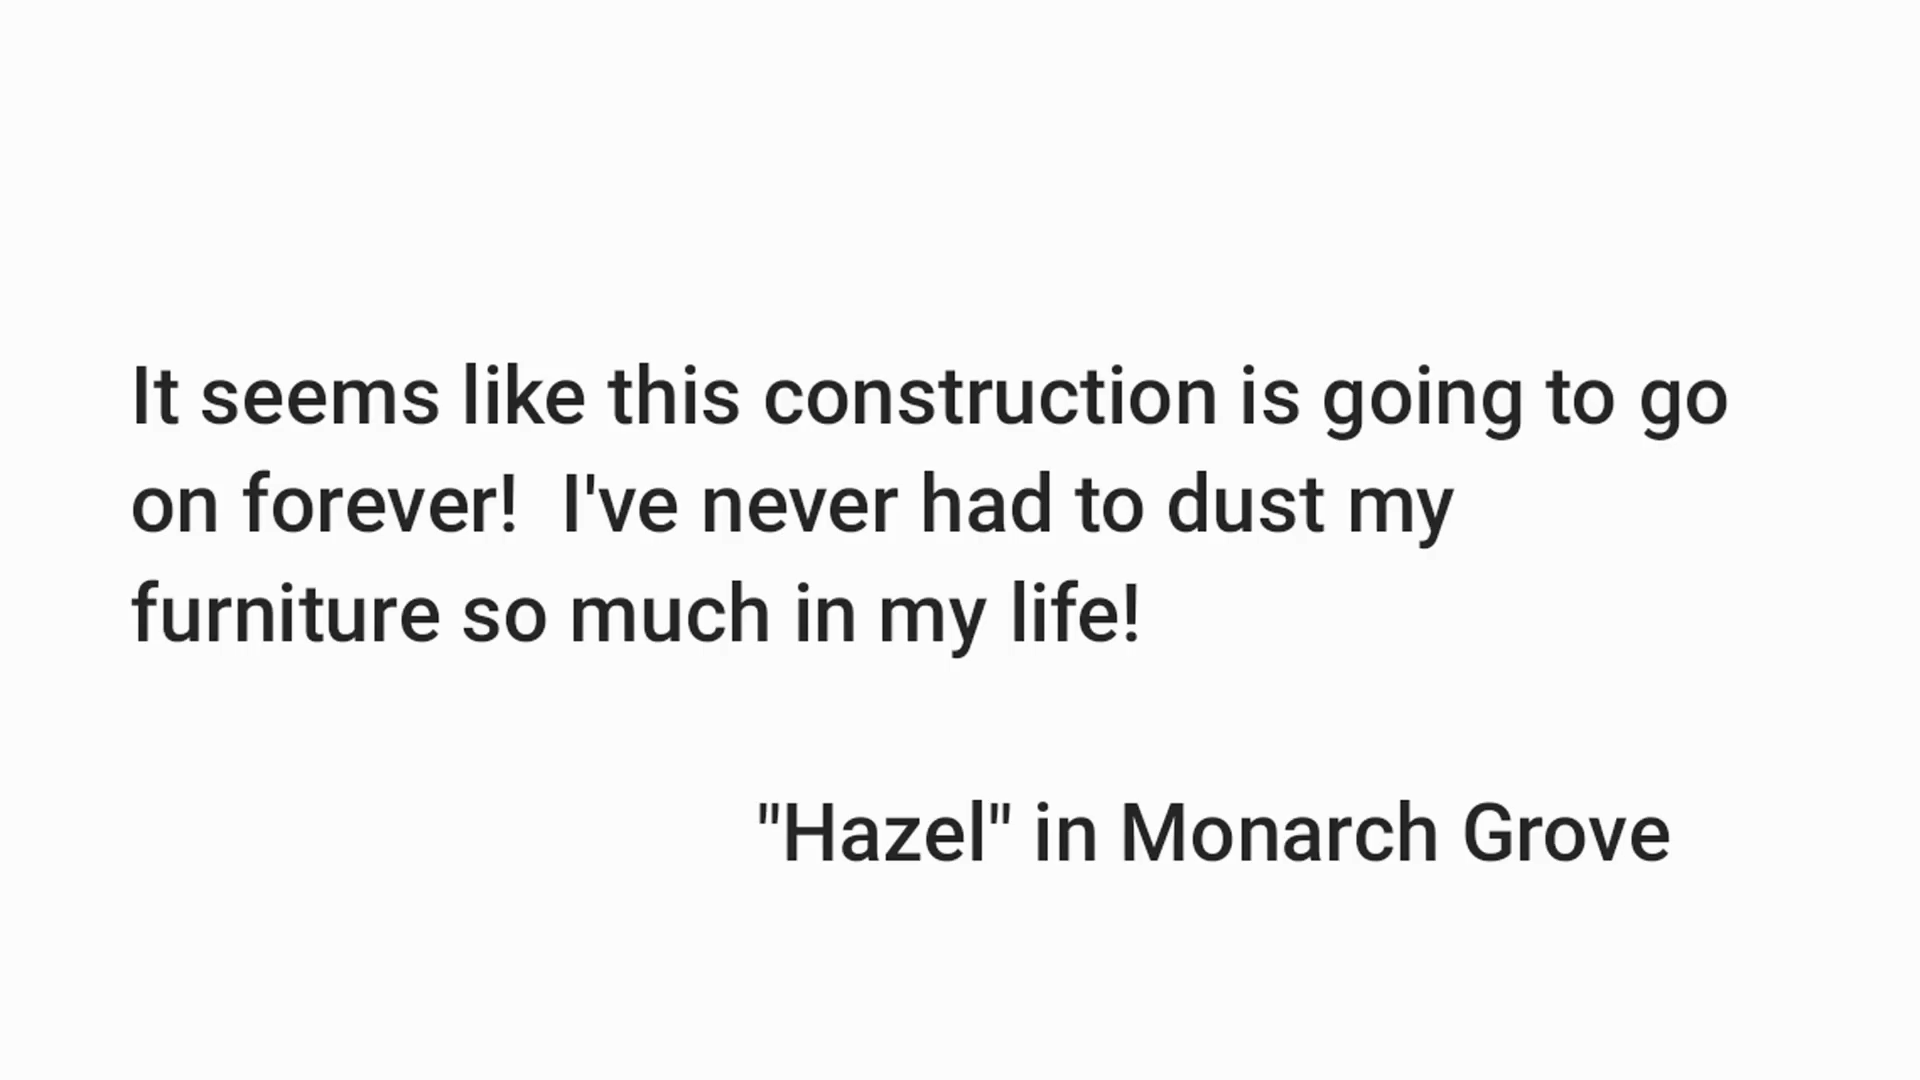 It seems like this construction is going to go
on forever!  I've never had to dust my
furniture so much in my life!
"Hazel" in Monarch Grove